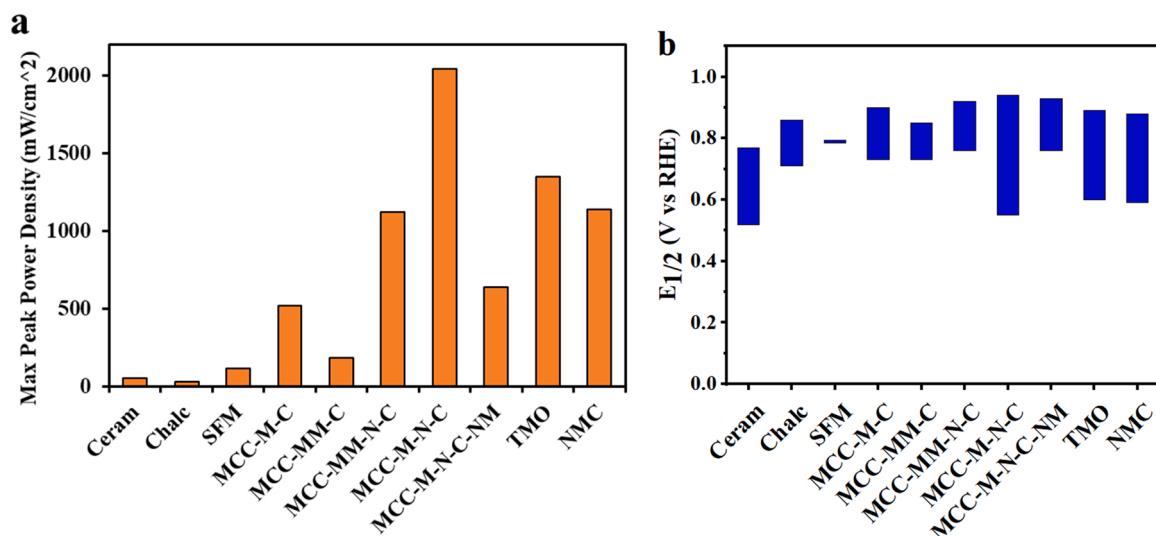 a
Max Peak Power Density (mW/cm^2)
2000
1500
1000
500
0
Ceram
Chalc
SFM
MCC-M-C
MCC-MM-C
MCC-MM-N-C
MCC-M-N-C
MCC-M-N-C-NM
TMO
NMC
b
E1/2 (V vs RHE)
1.0
0.8
0.6
0.4
0.2
0.0
Ceram
Chalc
SFM
MCC-M-C
MCC-MM-C
MCC-MM-N-C
MCC-M-N-C
MCC-M-N-C-NM
TMO
NMC